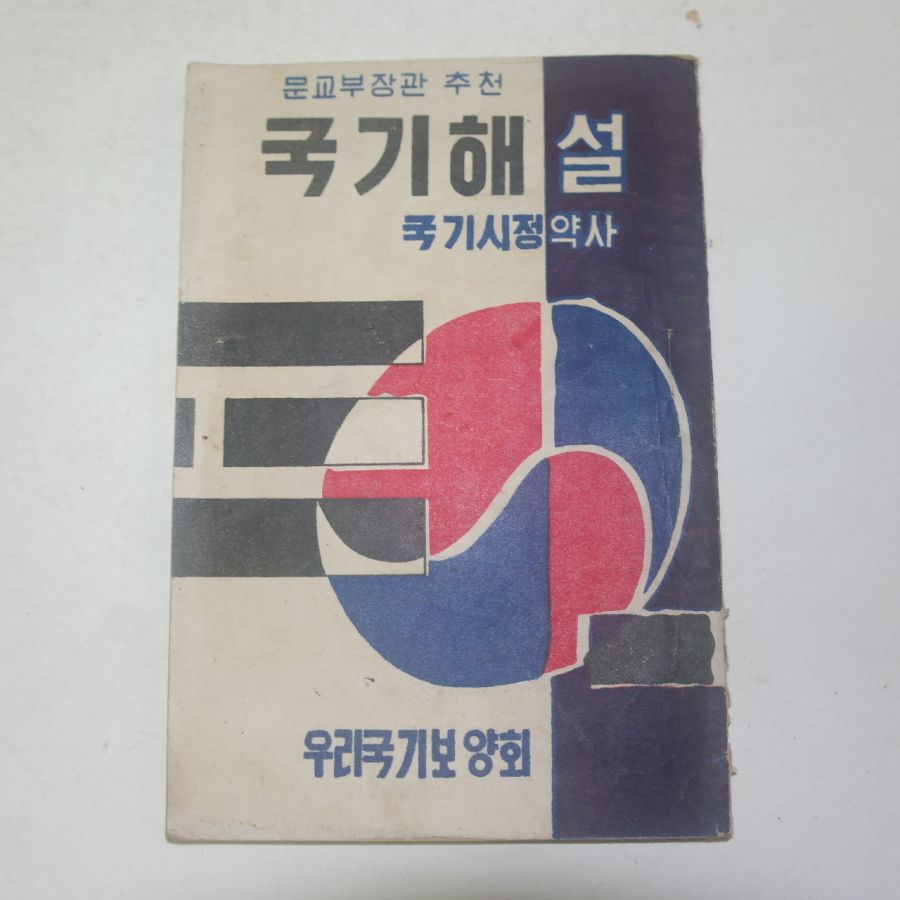 문교부장관 추천
국기해설
국기시정약사
우리국기보양회